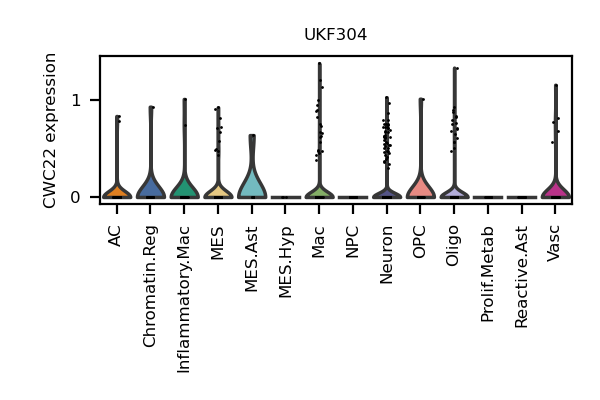 UKF304
CWC22 expression
1
0
AC
Chromatin.Reg
Inflammatory.Mac
MES
MES.Ast
MES.Hyp
Mac
NPC
Neuron
OPC
Oligo
Prolif.Metab
Reactive.Ast
Vasc